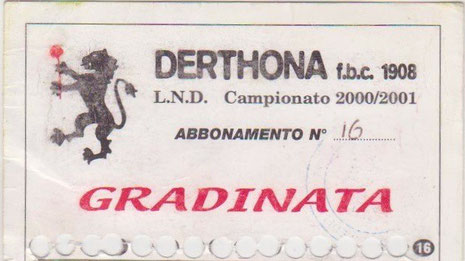 DERTHONA f.b.c. 1908
L.N.D. Campionato 2000/2001
ABBONAMENTO N° 16
GRADINATA
16